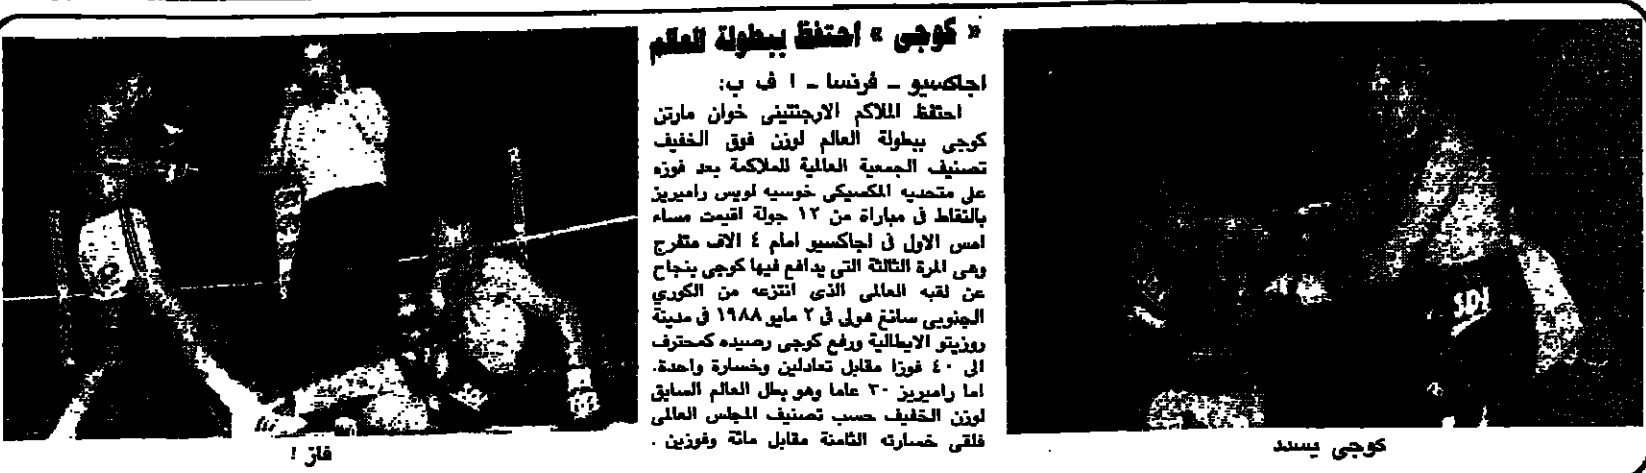 « كوجى » احتفظ ببطولة العالم
اجاكسيو - فرنسا - ا ف ب:
احتفظ الملاكم الارجنتينى خوان مارتن
كوجى ببطولة العالم لوزن فوق الخفيف
تصنيف الجمعية العالمية للملاكمة بعد فوزه
على متحديه المكسيكى خوسيه لويس راميريز
بالنقاط فى مباراة من ١٢ جولة اقيمت مساء
امس الاول فى اجاكسيو امام ٤ الاف متفرج
وهى المرة الثالثة التى يدافع فيها كوجى بنجاح
عن لقبه العالمى الذى انتزعه من الكوري
الجنوبى سانغ هولى فى ٢ مايو ١٩٨٨ فى مدينة
روزيتو الايطالية ورفع كوجى رصيده كمحترف
الى ٤٠ فوزا مقابل تعادلين وخسارة واحدة.
اما راميريز ٣٠ عاما وهو بطل العالم السابق
لوزن الخفيف حسب تصنيف المجلس العالمى
فلقى خسارته الثامنة مقابل مائة وفوزين .
كوجى يسدد
فاز !